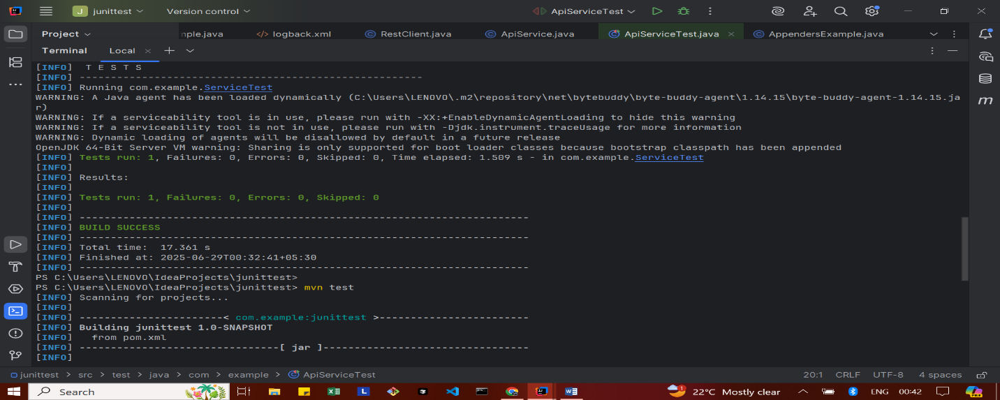 J junittest Version control ApiServiceTest
Project nple.java </> logback.xml RestClient.java ApiService.java ApiServiceTest.java × AppendersExample.java
Terminal Local ×
[INFO] T E S T S
[INFO] -------------------------------------------------------
[INFO] Running com.example.ServiceTest
WARNING: A Java agent has been loaded dynamically (C:\Users\LENOVO\.m2\repository\net\bytebuddy\byte-buddy-agent\1.14.15\byte-buddy-agent-1.14.15.ja
r)
WARNING: If a serviceability tool is in use, please run with -XX:+EnableDynamicAgentLoading to hide this warning
WARNING: If a serviceability tool is not in use, please run with -Djdk.instrument.traceUsage for more information
WARNING: Dynamic loading of agents will be disallowed by default in a future release
OpenJDK 64-Bit Server VM warning: Sharing is only supported for boot loader classes because bootstrap classpath has been appended
[INFO] Tests run: 1, Failures: 0, Errors: 0, Skipped: 0, Time elapsed: 1.509 s - in com.example.ServiceTest
[INFO]
[INFO] Results:
[INFO]
[INFO] Tests run: 1, Failures: 0, Errors: 0, Skipped: 0
[INFO]
[INFO] ------------------------------------------------------------------------
[INFO] BUILD SUCCESS
[INFO] ------------------------------------------------------------------------
[INFO] Total time:  17.361 s
[INFO] Finished at: 2025-06-29T00:32:41+05:30
[INFO] ------------------------------------------------------------------------
PS C:\Users\LENOVO\IdeaProjects\junittest>
PS C:\Users\LENOVO\IdeaProjects\junittest> mvn test
[INFO] Scanning for projects...
[INFO]
[INFO] -----------------------< com.example:junittest >------------------------
[INFO] Building junittest 1.0-SNAPSHOT
[INFO]   from pom.xml
[INFO] --------------------------------[ jar ]---------------------------------
[INFO]
junittest > src > test > java > com > example > ApiServiceTest 20:1 CRLF UTF-8 4 spaces
Search 1 22°C Mostly clear ENG 00:42